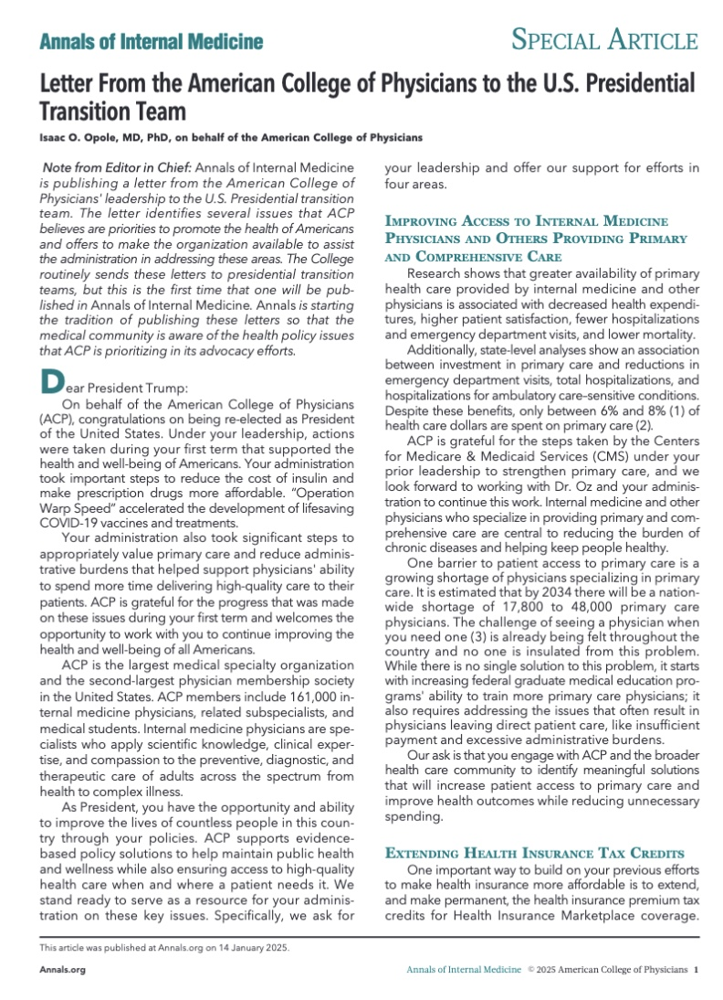 Annals of Internal Medicine
SPECIAL ARTICLE
Letter From the American College of Physicians to the U.S. Presidential
Transition Team
Isaac O. Opole, MD, PhD, on behalf of the American College of Physicians
Note from Editor in Chief: Annals of Internal Medicine
is publishing a letter from the American College of
Physicians' leadership to the U.S. Presidential transition
team. The letter identifies several issues that ACP
believes are priorities to promote the health of Americans
and offers to make the organization available to assist
the administration in addressing these areas. The College
routinely sends these letters to presidential transition
teams, but this is the first time that one will be pub-
lished in Annals of Internal Medicine. Annals is starting
the tradition of publishing these letters so that the
medical community is aware of the health policy issues
that ACP is prioritizing in its advocacy efforts.
Dear President Trump:
On behalf of the American College of Physicians
(ACP), congratulations on being re-elected as President
of the United States. Under your leadership, actions
were taken during your first term that supported the
health and well-being of Americans. Your administration
took important steps to reduce the cost of insulin and
make prescription drugs more affordable. “Operation
Warp Speed” accelerated the development of lifesaving
COVID-19 vaccines and treatments.
Your administration also took significant steps to
appropriately value primary care and reduce adminis-
trative burdens that helped support physicians' ability
to spend more time delivering high-quality care to their
patients. ACP is grateful for the progress that was made
on these issues during your first term and welcomes the
opportunity to work with you to continue improving the
health and well-being of all Americans.
ACP is the largest medical specialty organization
and the second-largest physician membership society
in the United States. ACP members include 161,000 in-
ternal medicine physicians, related subspecialists, and
medical students. Internal medicine physicians are spe-
cialists who apply scientific knowledge, clinical exper-
tise, and compassion to the preventive, diagnostic, and
therapeutic care of adults across the spectrum from
health to complex illness.
As President, you have the opportunity and ability
to improve the lives of countless people in this coun-
try through your policies. ACP supports evidence-
based policy solutions to help maintain public health
and wellness while also ensuring access to high-quality
health care when and where a patient needs it. We
stand ready to serve as a resource for your adminis-
tration on these key issues. Specifically, we ask for
your leadership and offer our support for efforts in
four areas.
IMPROVING ACCESS TO INTERNAL MEDICINE
PHYSICIANS AND OTHERS PROVIDING PRIMARY
AND COMPREHENSIVE CARE
Research shows that greater availability of primary
health care provided by internal medicine and other
physicians is associated with decreased health expendi-
tures, higher patient satisfaction, fewer hospitalizations
and emergency department visits, and lower mortality.
Additionally, state-level analyses show an association
between investment in primary care and reductions in
emergency department visits, total hospitalizations, and
hospitalizations for ambulatory care–sensitive conditions.
Despite these benefits, only between 6% and 8% (1) of
health care dollars are spent on primary care (2).
ACP is grateful for the steps taken by the Centers
for Medicare & Medicaid Services (CMS) under your
prior leadership to strengthen primary care, and we
look forward to working with Dr. Oz and your adminis-
tration to continue this work. Internal medicine and other
physicians who specialize in providing primary and com-
prehensive care are central to reducing the burden of
chronic diseases and helping keep people healthy.
One barrier to patient access to primary care is a
growing shortage of physicians specializing in primary
care. It is estimated that by 2034 there will be a nation-
wide shortage of 17,800 to 48,000 primary care
physicians. The challenge of seeing a physician when
you need one (3) is already being felt throughout the
country and no one is insulated from this problem.
While there is no single solution to this problem, it starts
with increasing federal graduate medical education pro-
grams' ability to train more primary care physicians; it
also requires addressing the issues that often result in
physicians leaving direct patient care, like insufficient
payment and excessive administrative burdens.
Our ask is that you engage with ACP and the broader
health care community to identify meaningful solutions
that will increase patient access to primary care and
improve health outcomes while reducing unnecessary
spending.
EXTENDING HEALTH INSURANCE TAX CREDITS
One important way to build on your previous efforts
to make health insurance more affordable is to extend,
and make permanent, the health insurance premium tax
credits for Health Insurance Marketplace coverage.
This article was published at Annals.org on 14 January 2025.
Annals.org
Annals of Internal Medicine © 2025 American College of Physicians 1